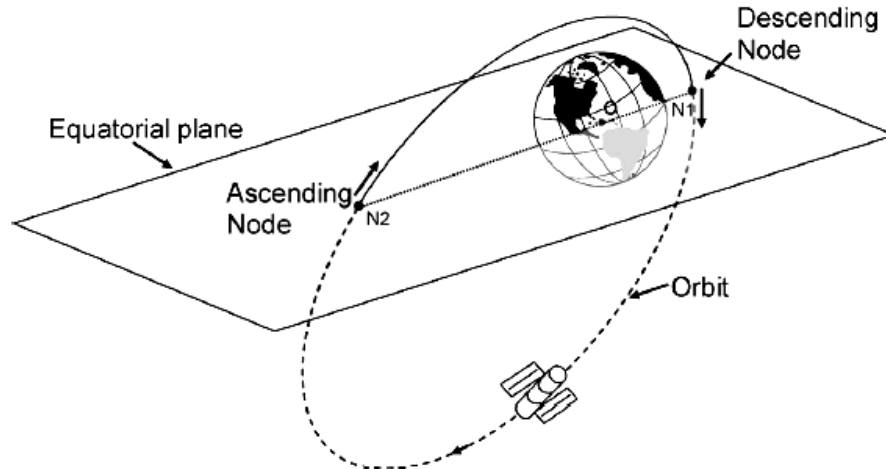 Descending
Node
O
N1
Equatorial plane
Ascending
Node
N2
Orbit